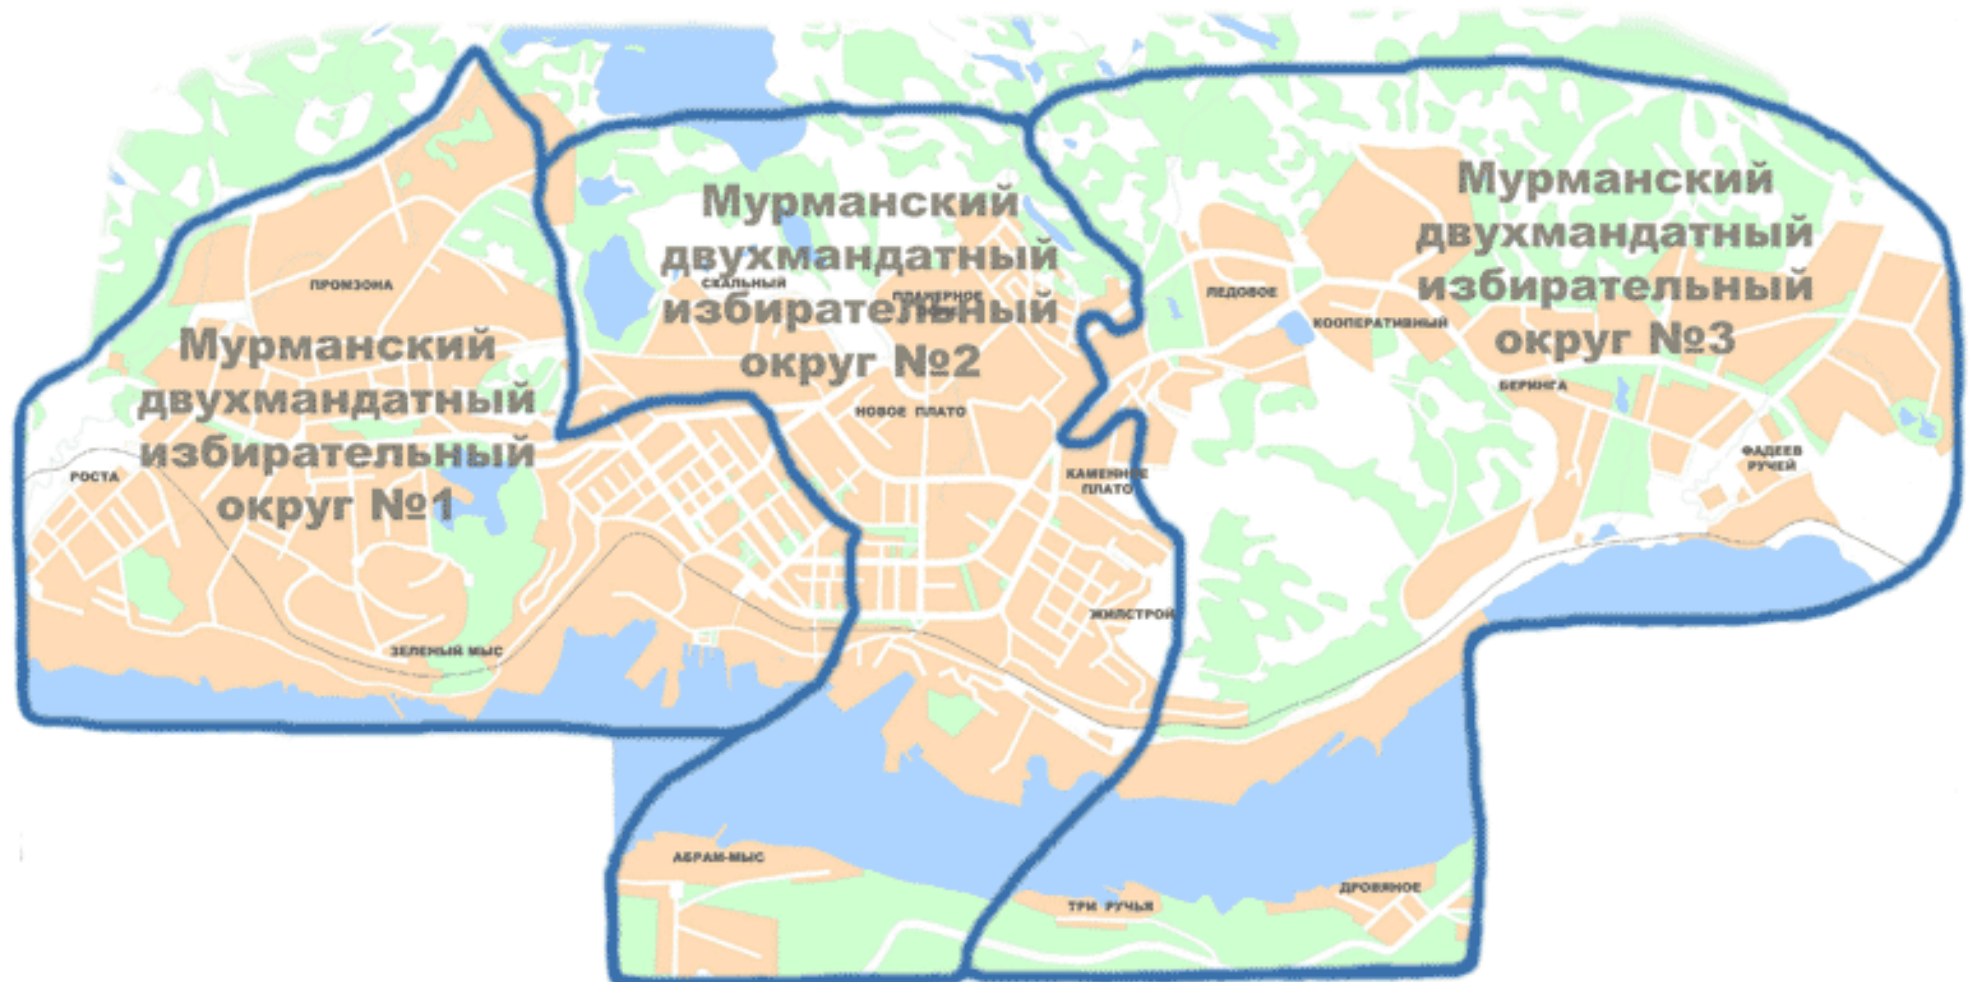 Мурманский
двухмандатный
избирательный
округ №1
Мурманский
двухмандатный
избирательный
округ №2
Мурманский
двухмандатный
избирательный
округ №3
ПРОМЗОНА
РОСТА
ЗЕЛЕНЫЙ МЫС
СКАЛЬНЫЙ
ПЛАНЕРНОЕ
НОВОЕ ПЛАТО
КАМЕННОЕ
ПЛАТО
ЖИЛСТРОЙ
ЛЕДОВОЕ
КООПЕРАТИВНЫЙ
БЕРИНГА
ФАДЕЕВ
РУЧЕЙ
АБРАМ-МЫС
ТРИ РУЧЬЯ
ДРОВЯНОЕ